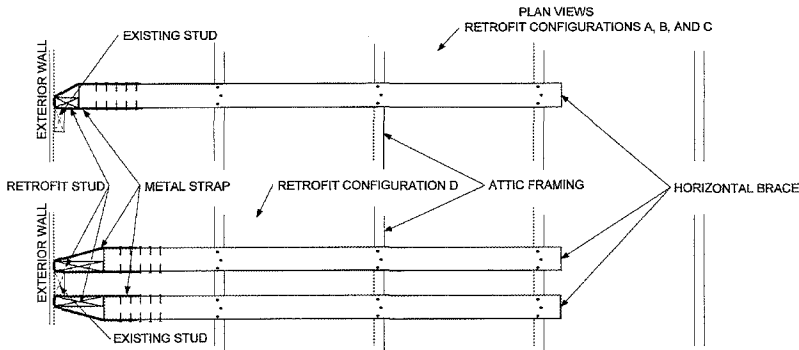 PLAN VIEWS
RETROFIT CONFIGURATIONS A, B, AND C
EXISTING STUD
EXTERIOR WALL
RETROFIT STUD
METAL STRAP
RETROFIT CONFIGURATION D
ATTIC FRAMING
HORIZONTAL BRACE
EXTERIOR WALL
EXISTING STUD